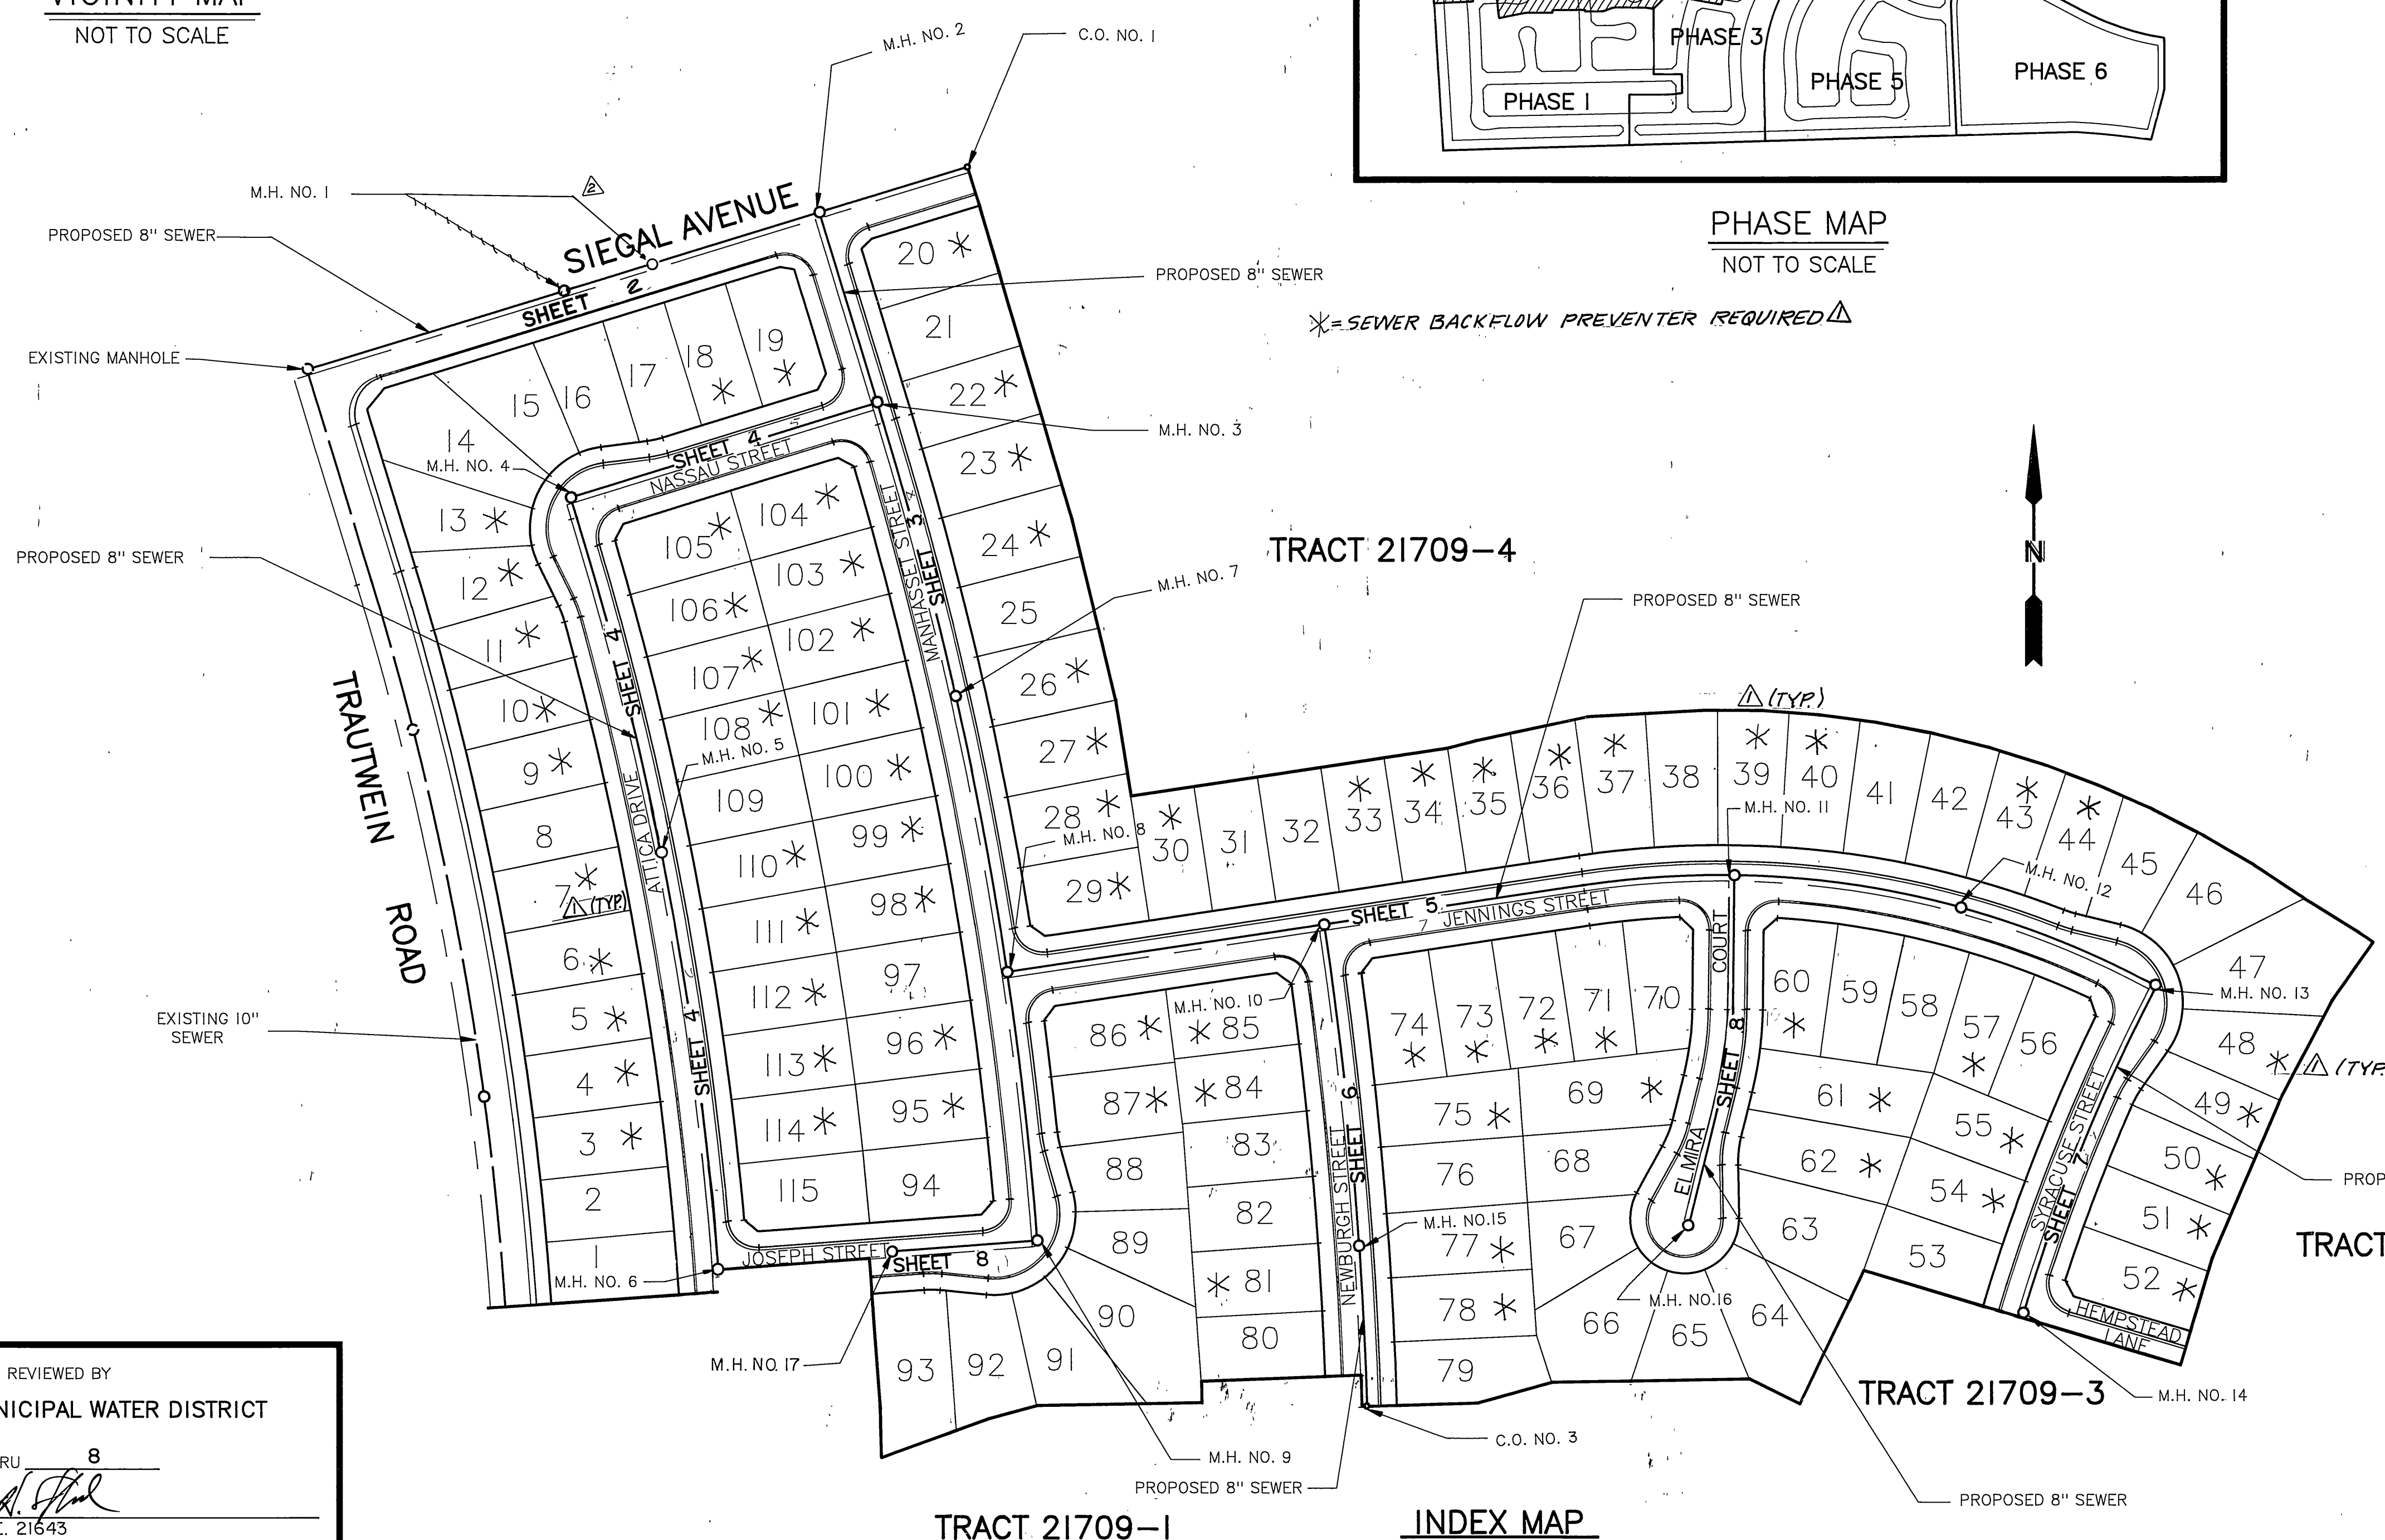 VICINITY MAP
NOT TO SCALE
M.H. NO. 2
C.O. NO. 1
PHASE 3
PHASE 1
PHASE 5
PHASE 6
PHASE MAP
NOT TO SCALE
M.H. NO. 1
2
PROPOSED 8" SEWER
SIEGAL AVENUE
SHEET 2
EXISTING MANHOLE
PROPOSED 8" SEWER
*=SEWER BACKFLOW PREVENTER REQUIRED 1
20 *
21
22 *
23 *
24 *
25
26 *
27 *
28 *
29 *
19 *
18 *
17
16
15
14
13 *
12 *
11 *
10 *
9 *
8
7 *
1 (TYP.)
6 *
5 *
4 *
3 *
2
1
M.H. NO. 4
SHEET 4
NASSAU STREET
M.H. NO. 3
PROPOSED 8" SEWER
TRACT 21709-4
M.H. NO. 7
PROPOSED 8" SEWER
N
MANHASSET STREET
SHEET 3
SHEET 4
ATTICA DRIVE
SHEET 4
104 *
105 *
103 *
106 *
102 *
107 *
101 *
108 *
M.H. NO. 5
100 *
109
99 *
110 *
98 *
111 *
97
112 *
96 *
113 *
95 *
114 *
94
115
TRAUTWEIN ROAD
EXISTING 10"
SEWER
M.H. NO. 8
1 (TYP.)
30 *
31
32
33 *
34 *
35 *
36 *
37 *
38
39 *
40 *
41
42
43 *
44 *
45
46
47
48 *
1 (TYP
49 *
50 *
51 *
52 *
M.H. NO. 11
M.H. NO. 12
M.H. NO. 13
SHEET 5
7 JENNINGS STREET
M.H. NO. 10
86 *
* 85
87 *
* 84
88
83
89
82
* 81
80
90
91
92
93
NEWBURGH STREET
SHEET 6
74 *
73 *
72 *
71 *
70
75 *
69 *
76
68
77 *
67
78 *
66
79
65
64
63
62 *
61 *
60 *
59
58
57 *
56
55 *
54 *
53
ELMIRA COURT
SHEET 8
SYRACUSE STREET
SHEET 7
HEMPSTEAD
LANE
PROP
TRACT
M.H. NO.15
M.H. NO.16
M.H. NO. 6
JOSEPH STREET
SHEET 8
M.H. NO. 17
M.H. NO. 9
C.O. NO. 3
PROPOSED 8" SEWER
TRACT 21709-3
M.H. NO. 14
PROPOSED 8" SEWER
TRACT 21709-1
INDEX MAP
REVIEWED BY
NICIPAL WATER DISTRICT
RU 8
E. 21643